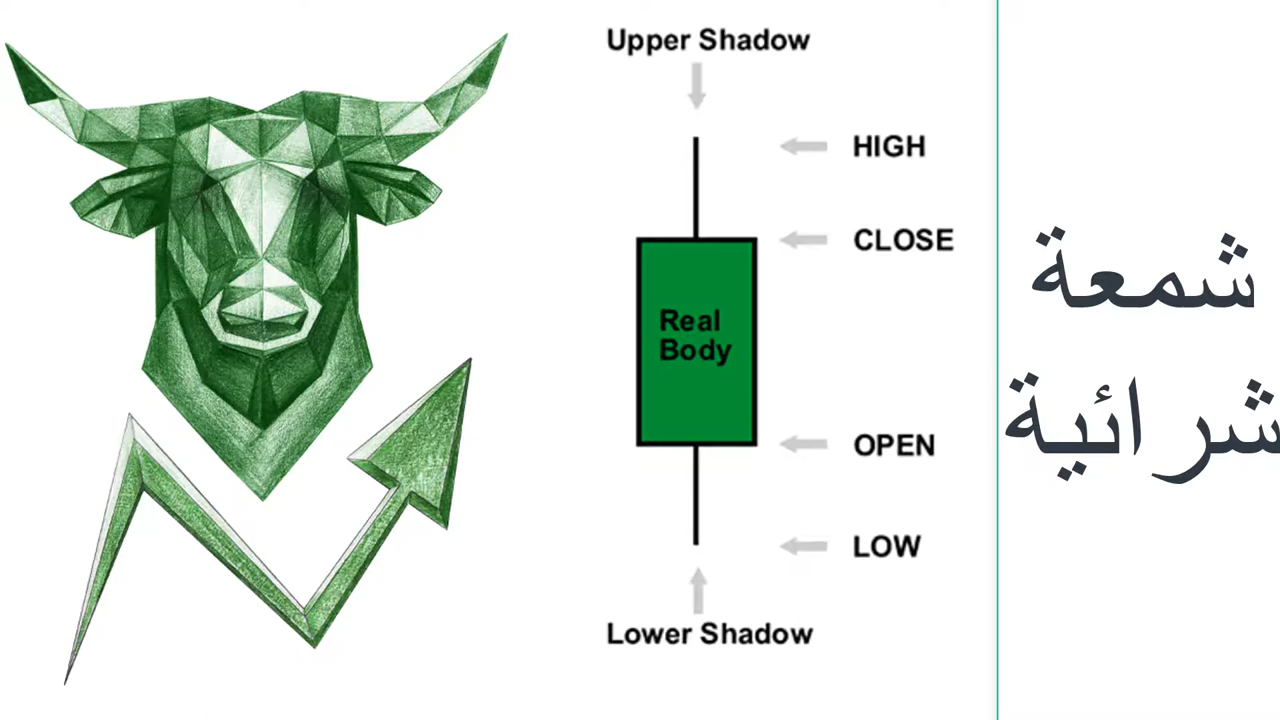 Upper Shadow
HIGH
CLOSE
Real
Body
OPEN
LOW
Lower Shadow
شمعة
شرائية